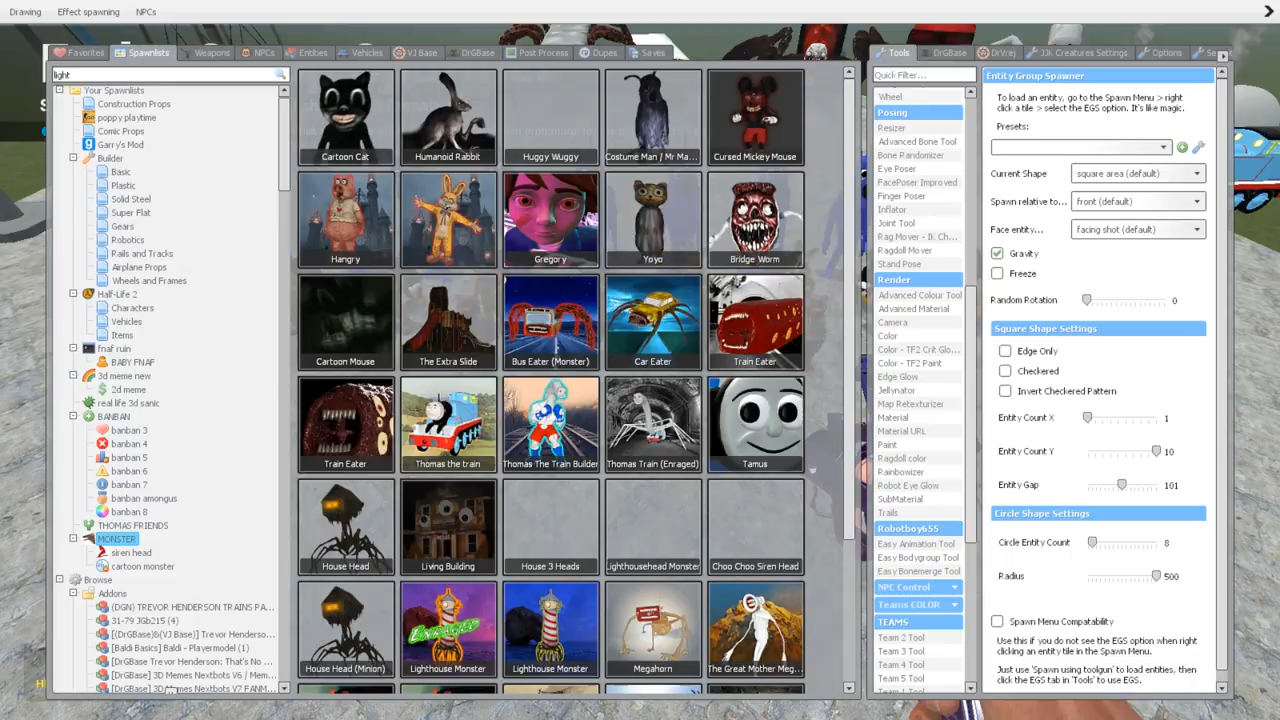 Drawing Effect spawning NPCs
Favorites Spawnlists Weapons NPCs Entities Vehicles VJ Base DrGBase Post Process Dupes Saves
light
Your Spawnlists
Construction Props
poppy playtime
Comic Props
Garry's Mod
Builder
Basic
Plastic
Solid Steel
Super Flat
Gears
Robotics
Rails and Tracks
Airplane Props
Wheels and Frames
Half-Life 2
Characters
Vehicles
Items
fnaf ruin
BABY FNAF
3d meme new
2d meme
real life 3d sanic
BANBAN
banban 3
banban 4
banban 5
banban 6
banban 7
banban amongus
banban 8
THOMAS FRIENDS
MONSTER
siren head
cartoon monster
Browse
Addons
(DGN) TREVOR HENDERSON TRAINS PA...
31-79 JGb215 (4)
[(DrGBase)&(VJ Base)] Trevor Henderso...
[Baldi Basics] Baldi - Playermodel (1)
[DrGBase Trevor Henderson: That's No ...
[DrGBase] 3D Memes Nextbots V6 / Mem...
[DrGBase] 3D Memes Nextbots V7 FANM...
Cartoon Cat Humanoid Rabbit Huggy Wuggy Costume Man / Mr Ma... Cursed Mickey Mouse
Hangry Gregory Yoyo Bridge Worm
Cartoon Mouse The Extra Slide Bus Eater (Monster) Car Eater Train Eater
Train Eater Thomas the train Thomas The Train Builder Thomas Train (Enraged) Tamus
House Head Living Building House 3 Heads Lighthousehead Monster Choo Choo Siren Head
House Head (Minion) Lighthouse Monster Lighthouse Monster Megahorn The Great Mother Meg...
Tools DrGBase DrVrej JJk Creatures Settings Options Se
Quick Filter...
Wheel
Posing
Resizer
Advanced Bone Tool
Bone Randomizer
Eye Poser
FacePoser Improved
Finger Poser
Inflator
Joint Tool
Rag Mover - IK Ch...
Ragdoll Mover
Stand Pose
Render
Advanced Colour Tool
Advanced Material
Camera
Color
Color - TF2 Crit Glo...
Color - TF2 Paint
Edge Glow
Jellynator
Map Retexturizer
Material
Material URL
Paint
Ragdoll color
Rainbowizer
Robot Eye Glow
SubMaterial
Trails
Robotboy655
Easy Animation Tool
Easy Bodygroup Tool
Easy Bonemerge Tool
NPC Control
Teams COLOR
TEAMS
Team 2 Tool
Team 3 Tool
Team 4 Tool
Team 5 Tool
Team 1 Tool
Entity Group Spawner
To load an entity, go to the Spawn Menu > right
click a tile > select the EGS option. It's like magic.
Presets:
Current Shape square area (default)
Spawn relative to... front (default)
Face entity... facing shot (default)
Gravity
Freeze
Random Rotation 0
Square Shape Settings
Edge Only
Checkered
Invert Checkered Pattern
Entity Count X 1
Entity Count Y 10
Entity Gap 101
Circle Shape Settings
Circle Entity Count 8
Radius 500
Spawn Menu Compatability
Use this if you do not see the EGS option when right
clicking an entity tile in the Spawn Menu.
Just use 'Spawn using toolgun' to load entities, then
click the EGS tab in 'Tools' to use EGS.